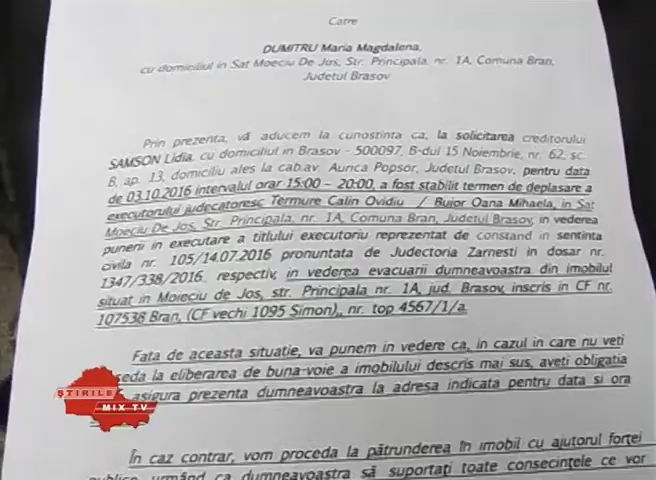 Catre
DUMITRU Maria Magdalena,
cu domiciliul in Sat Moeciu De Jos, Str. Principala, nr. 1A, Comuna Bran,
Judetul Brasov
Prin prezenta, vă aducem la cunostinta ca, la solicitarea creditorului
SAMSON Lidia, cu domiciliul in Brasov - 500097, B-dul 15 Noiembrie, nr. 62, sc.
B, ap. 13, domiciliu ales la cab.av. Aurica Popsor, Judetul Brasov, pentru data
de 03.10.2016 intervalul orar 15:00 – 20:00, a fost stabilit termen de deplasare a
executorului judecatoresc Termure Calin Ovidiu / Bujor Oana Mihaela, in Sat
Moeciu De Jos, Str. Principala, nr. 1A, Comuna Bran, Judetul Brasov, in vederea
punerii in executare a titlului executoriu reprezentat de constand in sentinta
civila nr. 105/14.07.2016 pronuntata de Judectoria Zarnesti in dosar nr.
1347/338/2016, respectiv, in vederea evacuarii dumneavoastra din imobilul
situat in Moieciu de Jos, str. Principala nr. 1A, jud. Brasov, inscris in CF nr.
107538 Bran, (CF vechi 1095 Simon),, nr. top 4567/1/a.
Fata de aceasta situatie, va punem in vedere ca, in cazul in care nu veti
ceda la eliberarea de buna-voie a imobilului descris mai sus, aveti obligatia
asigura prezenta dumneavoastra la adresa indicata pentru data si ora
ȘTIRILE
MIX TV
În caz contrar, vom proceda la pătrunderea în imobil cu ajutorul forței
publice, urmând ca dumneavoastra să suportați toate consecințele ce vor